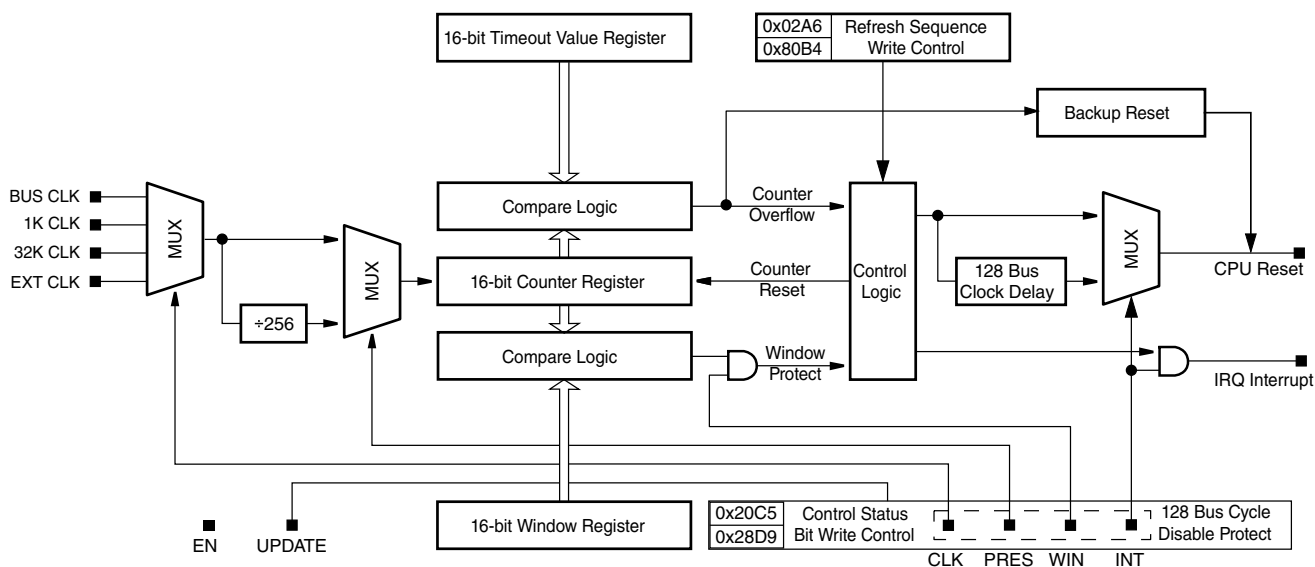 16-bit Timeout Value Register
0x02A6
0x80B4
Refresh Sequence
Write Control
Backup Reset
BUS CLK
1K CLK
32K CLK
EXT CLK
MUX
÷256
MUX
Compare Logic
16-bit Counter Register
Compare Logic
Counter
Overflow
Counter
Reset
Window
Protect
Control
Logic
128 Bus
Clock Delay
MUX
CPU Reset
IRQ Interrupt
16-bit Window Register
0x20C5
0x28D9
Control Status
Bit Write Control
128 Bus Cycle
Disable Protect
EN
UPDATE
CLK
PRES
WIN
INT